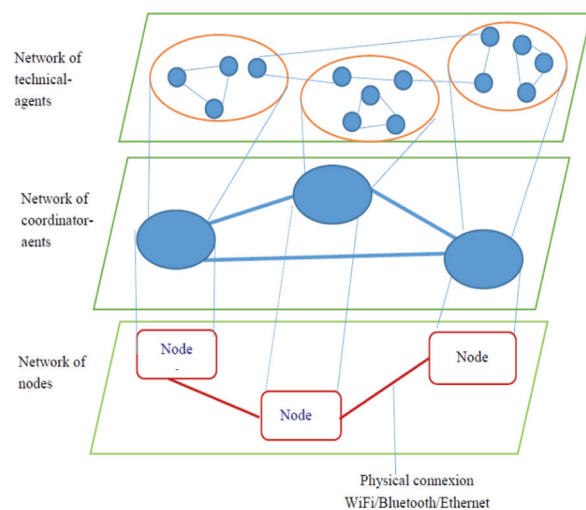 Network of
technical-
agents
Network of
coordinator-
aents
Network of
nodes
Node
-
Node
Node
Physical connexion
WiFi/Bluetooth/Ethernet